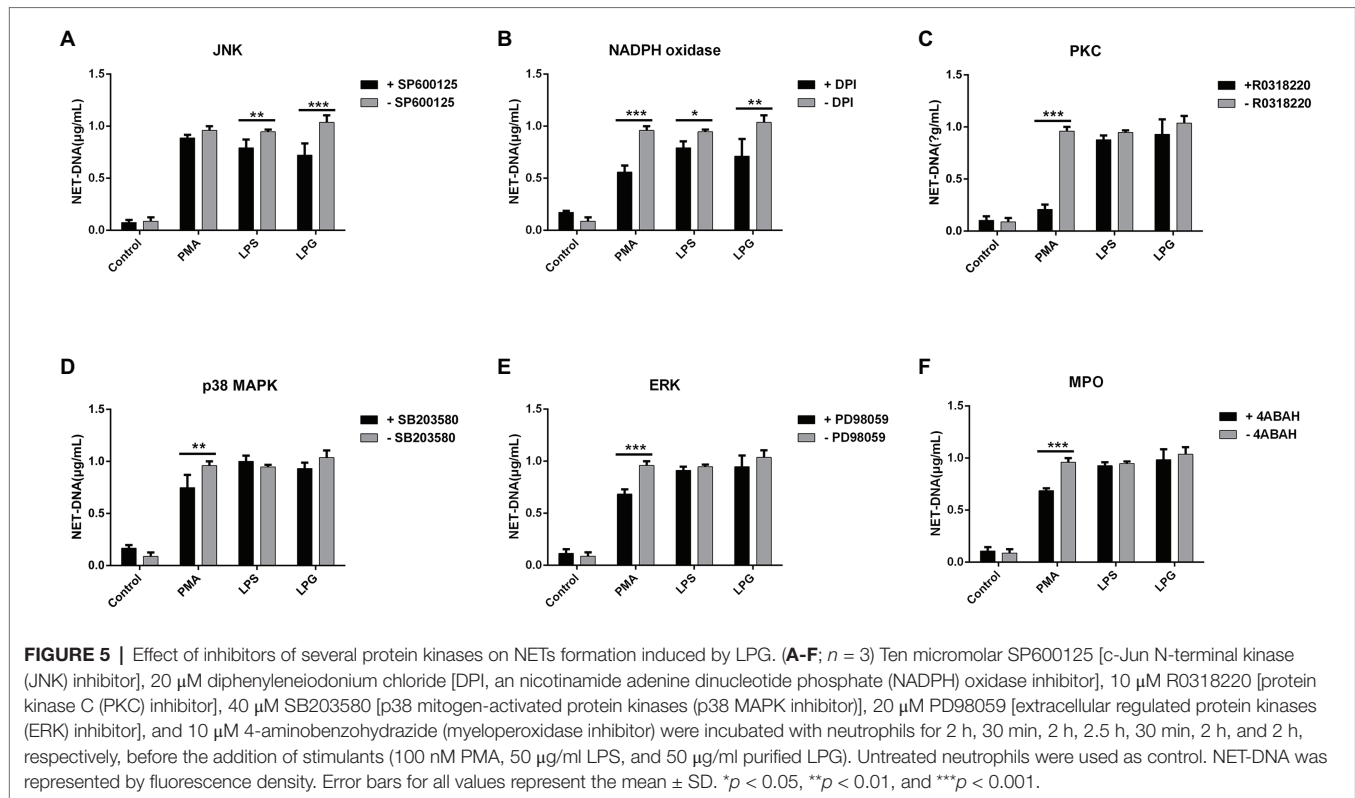 A
JNK
1.5
1.0
0.5
0.0
NET-DNA(μg/mL)
+ SP600125
- SP600125
**
***
Control
PMA
LPS
LPG
B
NADPH oxidase
1.5
1.0
0.5
0.0
NET-DNA(μg/mL)
+ DPI
- DPI
***
*
**
Control
PMA
LPS
LPG
C
PKC
1.5
1.0
0.5
0.0
NET-DNA(?g/mL)
+R0318220
- R0318220
***
Control
PMA
LPS
LPG
D
p38 MAPK
1.5
1.0
0.5
0.0
NET-DNA(μg/mL)
+ SB203580
- SB203580
**
Control
PMA
LPS
LPG
E
ERK
1.5
1.0
0.5
0.0
NET-DNA(μg/mL)
+ PD98059
- PD98059
***
Control
PMA
LPS
LPG
F
MPO
1.5
1.0
0.5
0.0
NET-DNA(μg/mL)
+ 4ABAH
- 4ABAH
***
Control
PMA
LPS
LPG
FIGURE 5 | Effect of inhibitors of several protein kinases on NETs formation induced by LPG. (A-F; n = 3) Ten micromolar SP600125 [c-Jun N-terminal kinase
(JNK) inhibitor], 20 μM diphenyleneiodonium chloride [DPI, an nicotinamide adenine dinucleotide phosphate (NADPH) oxidase inhibitor], 10 μM R0318220 [protein
kinase C (PKC) inhibitor], 40 μM SB203580 [p38 mitogen-activated protein kinases (p38 MAPK inhibitor)], 20 μM PD98059 [extracellular regulated protein kinases
(ERK) inhibitor], and 10 μM 4-aminobenzohydrazide (myeloperoxidase inhibitor) were incubated with neutrophils for 2 h, 30 min, 2 h, 2.5 h, 30 min, 2 h, and 2 h,
respectively, before the addition of stimulants (100 nM PMA, 50 μg/ml LPS, and 50 μg/ml purified LPG). Untreated neutrophils were used as control. NET-DNA was
represented by fluorescence density. Error bars for all values represent the mean ± SD. *p < 0.05, **p < 0.01, and ***p < 0.001.